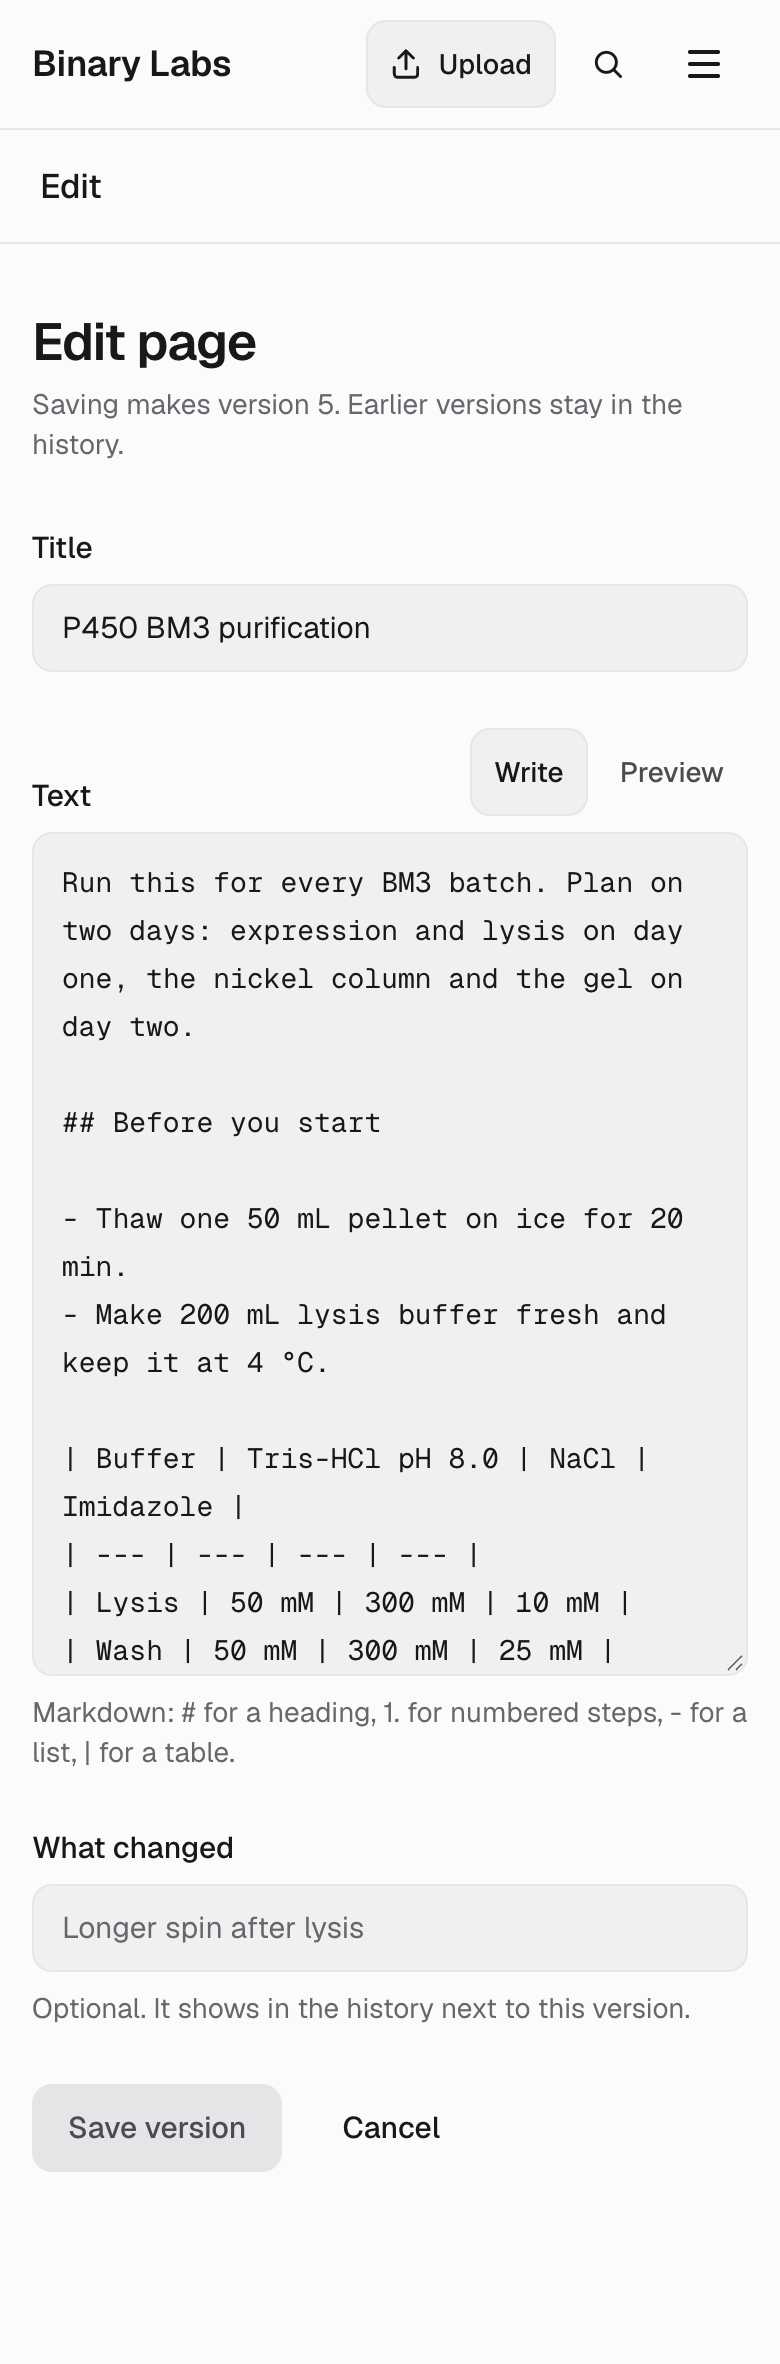 Binary Labs
Upload
Edit
Edit page
Saving makes version 5. Earlier versions stay in the
history.
Title
P450 BM3 purification
Text
Write
Preview
Run this for every BM3 batch. Plan on
two days: expression and lysis on day
one, the nickel column and the gel on
day two.
## Before you start
- Thaw one 50 mL pellet on ice for 20
min.
- Make 200 mL lysis buffer fresh and
keep it at 4 °C.
| Buffer | Tris-HCl pH 8.0 | NaCl |
Imidazole |
| --- | --- | --- | --- |
| Lysis | 50 mM | 300 mM | 10 mM |
| Wash | 50 mM | 300 mM | 25 mM |
Markdown: # for a heading, 1. for numbered steps, - for a
list, | for a table.
What changed
Longer spin after lysis
Optional. It shows in the history next to this version.
Save version
Cancel